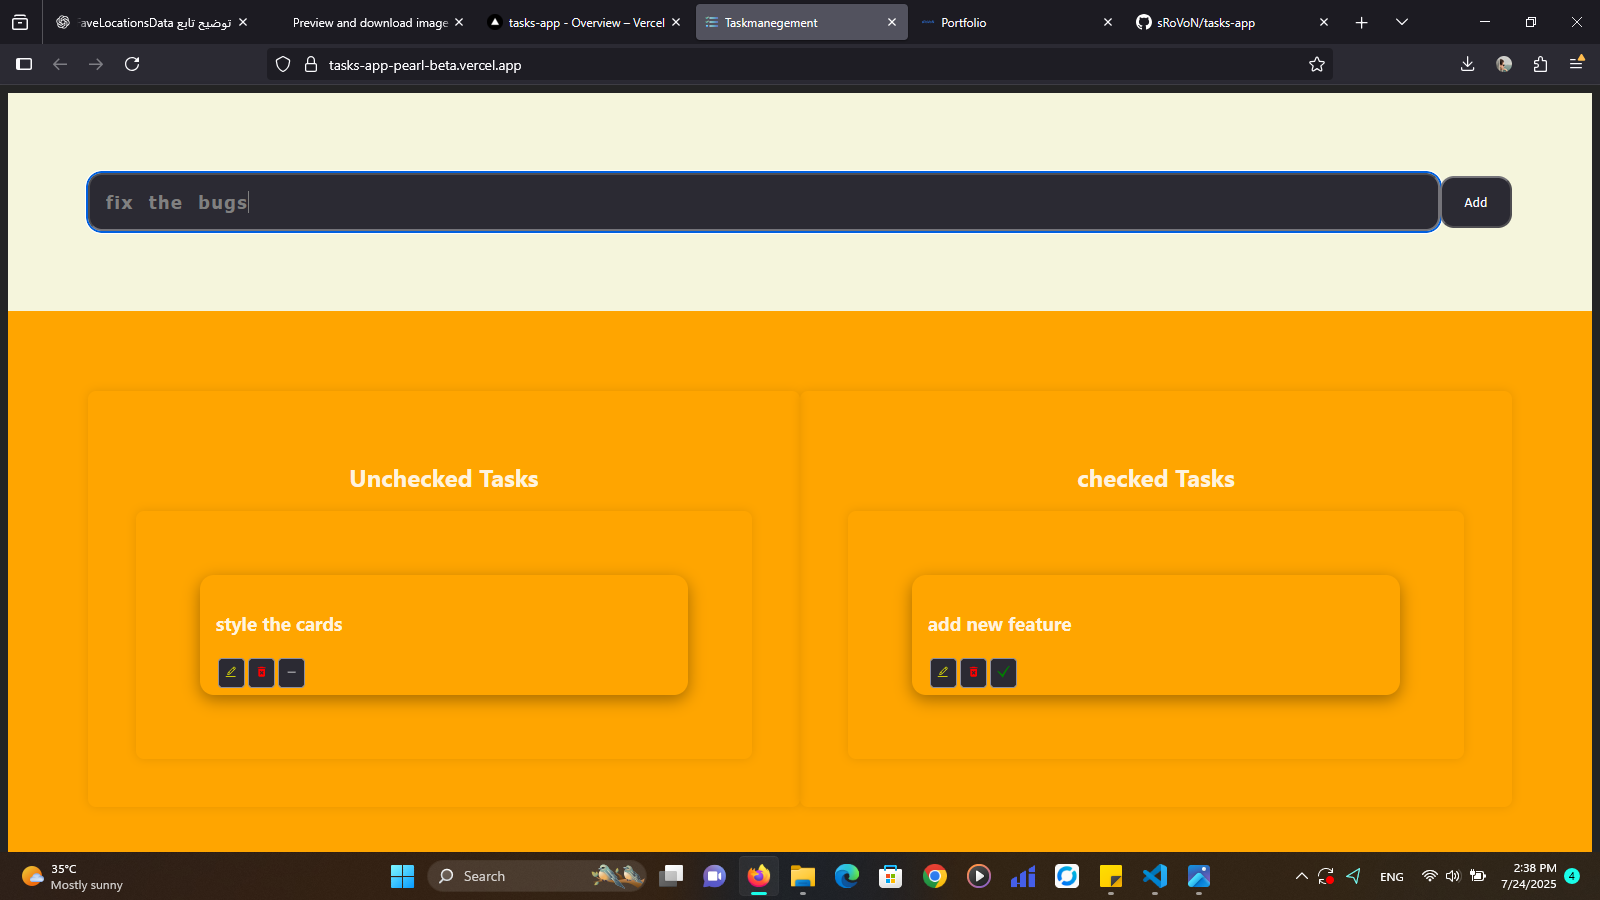 توضيح تابع aveLocationsData
Preview and download image
tasks-app - Overview – Vercel
Taskmanegement
Portfolio
sRoVoN/tasks-app
tasks-app-pearl-beta.vercel.app
fix the bugs
Add
Unchecked Tasks
checked Tasks
style the cards
add new feature
35°C
Mostly sunny
Search
ENG
2:38 PM
7/24/2025
4